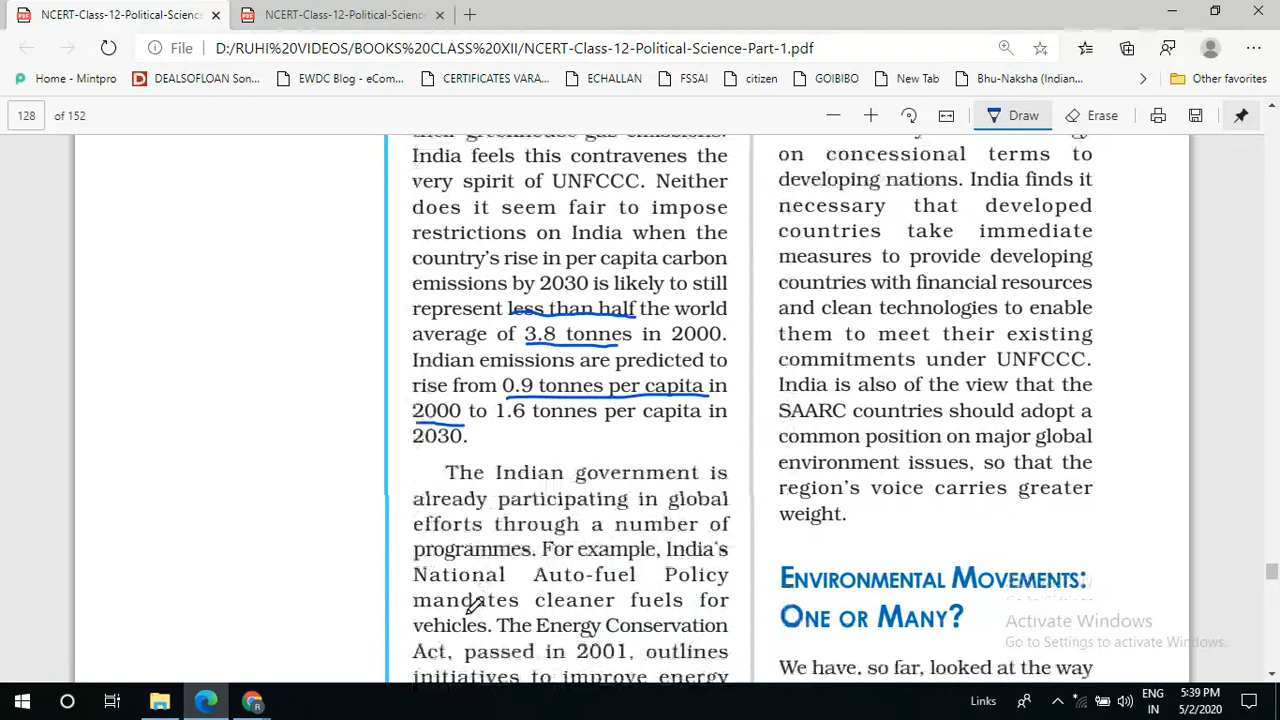 NCERT-Class-12-Political-Science
NCERT-Class-12-Political-Science
File
D:/RUHI%20VIDEOS/BOOKS%20CLASS%20XII/NCERT-Class-12-Political-Science-Part-1.pdf
Home - Mintpro
DEALSOFLOAN Son...
EWDC Blog - eCom...
CERTIFICATES VARA...
ECHALLAN
FSSAI
citizen
GOIBIBO
New Tab
Bhu-Naksha (Indian...
Other favorites
128 of 152
Draw
Erase
their greenhouse gas emissions.
India feels this contravenes the
very spirit of UNFCCC. Neither
does it seem fair to impose
restrictions on India when the
country's rise in per capita carbon
emissions by 2030 is likely to still
represent less than half the world
average of 3.8 tonnes in 2000.
Indian emissions are predicted to
rise from 0.9 tonnes per capita in
2000 to 1.6 tonnes per capita in
2030.
The Indian government is
already participating in global
efforts through a number of
programmes. For example, India's
National Auto-fuel Policy
mandates cleaner fuels for
vehicles. The Energy Conservation
Act, passed in 2001, outlines
initiatives to improve energy
on concessional terms to
developing nations. India finds it
necessary that developed
countries take immediate
measures to provide developing
countries with financial resources
and clean technologies to enable
them to meet their existing
commitments under UNFCCC.
India is also of the view that the
SAARC countries should adopt a
common position on major global
environment issues, so that the
region's voice carries greater
weight.
ENVIRONMENTAL MOVEMENTS:
ONE OR MANY?
We have, so far, looked at the way
Activate Windows
Go to Settings to activate Windows.
Links
ENG
IN
5:39 PM
5/2/2020